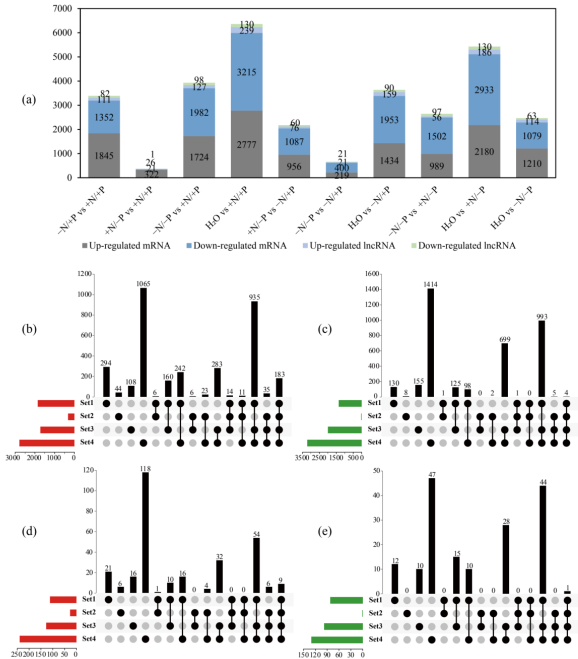 7000
6000
5000
4000
3000
2000
1000
0
(a)
82
111
1352
1845
1
26
21
322
98
127
1982
1724
130
239
3215
2777
60
76
1087
956
21
21
400
219
90
159
1953
1434
97
56
1502
989
130
186
2933
2180
63
114
1079
1210
−N/+P vs +N/+P
+N/−P vs +N/+P
−N/−P vs +N/+P
H₂O vs +N/+P
+N/−P vs −N/+P
−N/−P vs −N/+P
H₂O vs −N/+P
−N/−P vs +N/−P
H₂O vs +N/−P
H₂O vs −N/−P
Up-regulated mRNA Down-regulated mRNA Up-regulated lncRNA Down-regulated lncRNA
(b)
1200
1000
800
600
400
200
0
294 44 108 1065 6 160 242 6 23 283 14 11 935 35 183
Set1
Set2
Set3
Set4
3000 2000 1000 0
(c)
1600
1400
1200
1000
800
600
400
200
0
130 8 155 1414 1 125 98 0 2 699 1 0 993 5 4
Set1
Set2
Set3
Set4
3500 2500 1500 5000
(d)
120
100
80
60
40
20
0
21 6 16 118 1 10 16 0 4 32 0 0 54 6 9
Set1
Set2
Set3
Set4
250 200 150 100 50 0
(e)
50
40
30
20
10
0
12 0 10 47 0 15 10 0 0 28 0 0 44 0 1
Set1
Set2
Set3
Set4
150 120 90 60 30 0